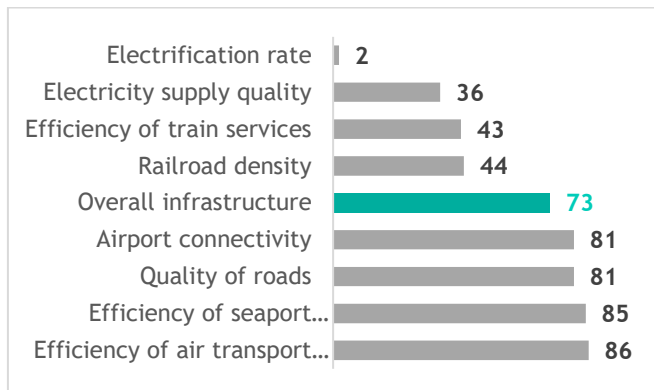 Electrification rate 2
Electricity supply quality 36
Efficiency of train services 43
Railroad density 44
Overall infrastructure 73
Airport connectivity 81
Quality of roads 81
Efficiency of seaport... 85
Efficiency of air transport... 86